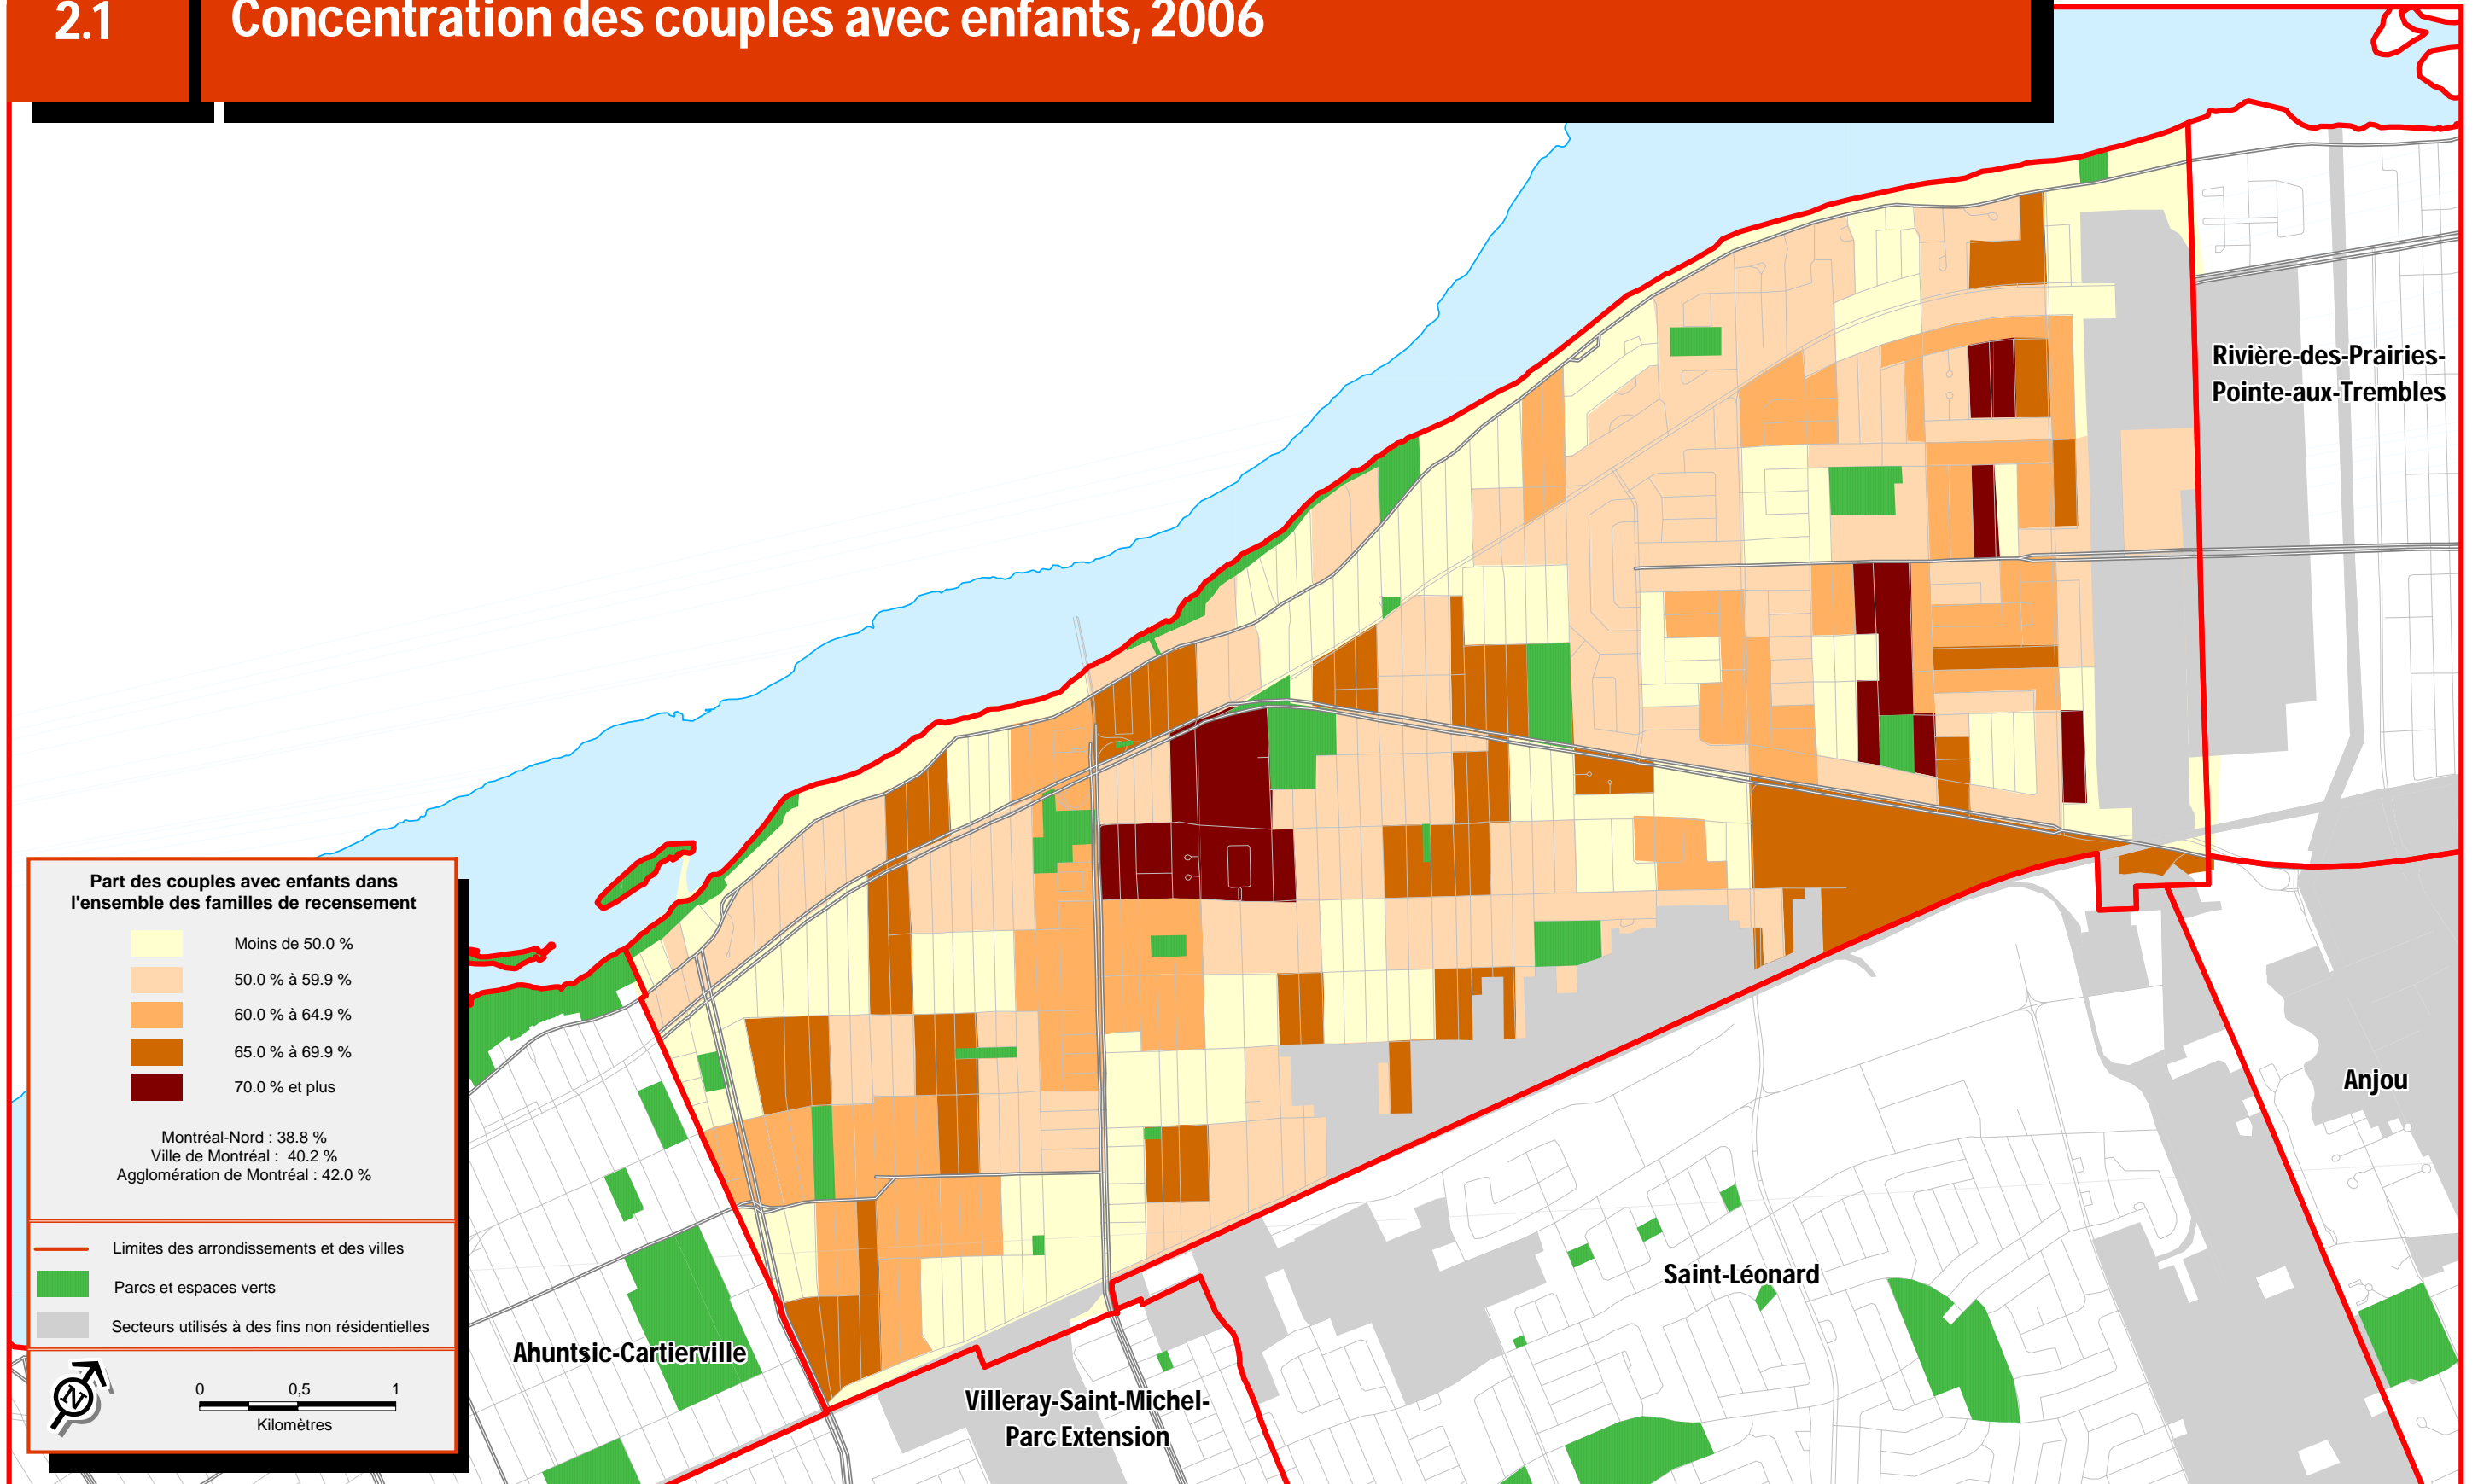 2.1
Concentration des couples avec enfants, 2006
Rivière-des-Prairies-
Pointe-aux-Trembles
Part des couples avec enfants dans
l'ensemble des familles de recensement
Moins de 50.0 %
50.0 % à 59.9 %
60.0 % à 64.9 %
65.0 % à 69.9 %
70.0 % et plus
Montréal-Nord : 38.8 %
Ville de Montréal : 40.2 %
Agglomération de Montréal : 42.0 %
Limites des arrondissements et des villes
Parcs et espaces verts
Secteurs utilisés à des fins non résidentielles
N
0 0,5 1
Kilomètres
Anjou
Saint-Léonard
Ahuntsic-Cartierville
Villeray-Saint-Michel-
Parc Extension